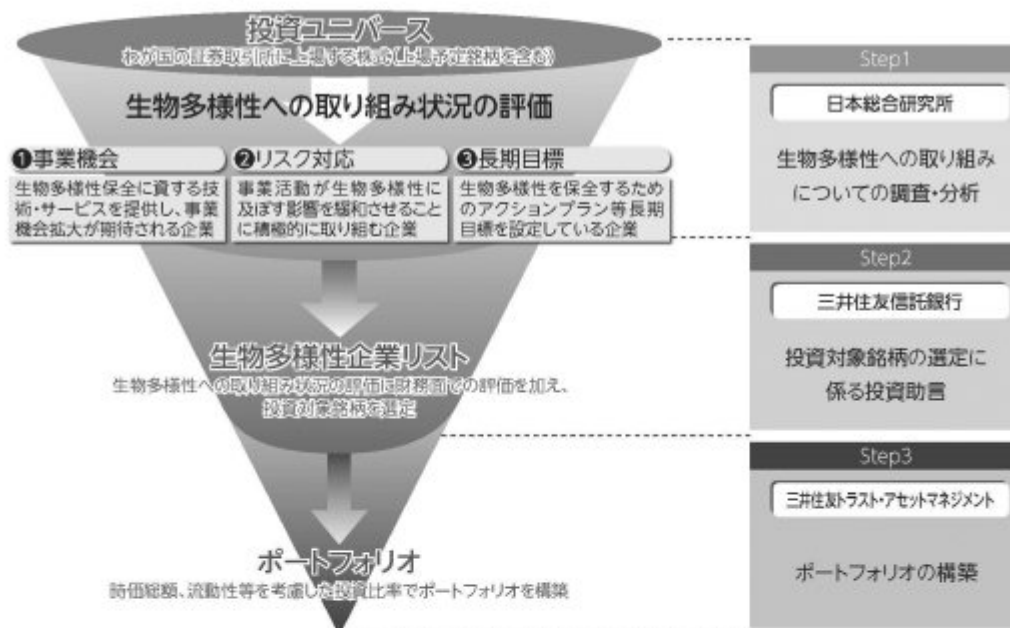 投資ユニバース
わが国の証券取引所に上場する株式(上場予定銘柄を含む)
生物多様性への取り組み状況の評価
❶事業機会
生物多様性保全に資する技
術・サービスを提供し、事業
機会拡大が期待される企業
❷リスク対応
事業活動が生物多様性に
及ぼす影響を緩和させること
に積極的に取り組む企業
❸長期目標
生物多様性を保全するため
のアクションプラン等長期
目標を設定している企業
生物多様性企業リスト
生物多様性への取り組み状況の評価に財務面での評価を加え、
投資対象銘柄を選定
ポートフォリオ
時価総額、流動性等を考慮した投資比率でポートフォリオを構築
Step1
日本総合研究所
生物多様性への取り組み
についての調査・分析
Step2
三井住友信託銀行
投資対象銘柄の選定に
係る投資助言
Step3
三井住友トラスト・アセットマネジメント
ポートフォリオの構築